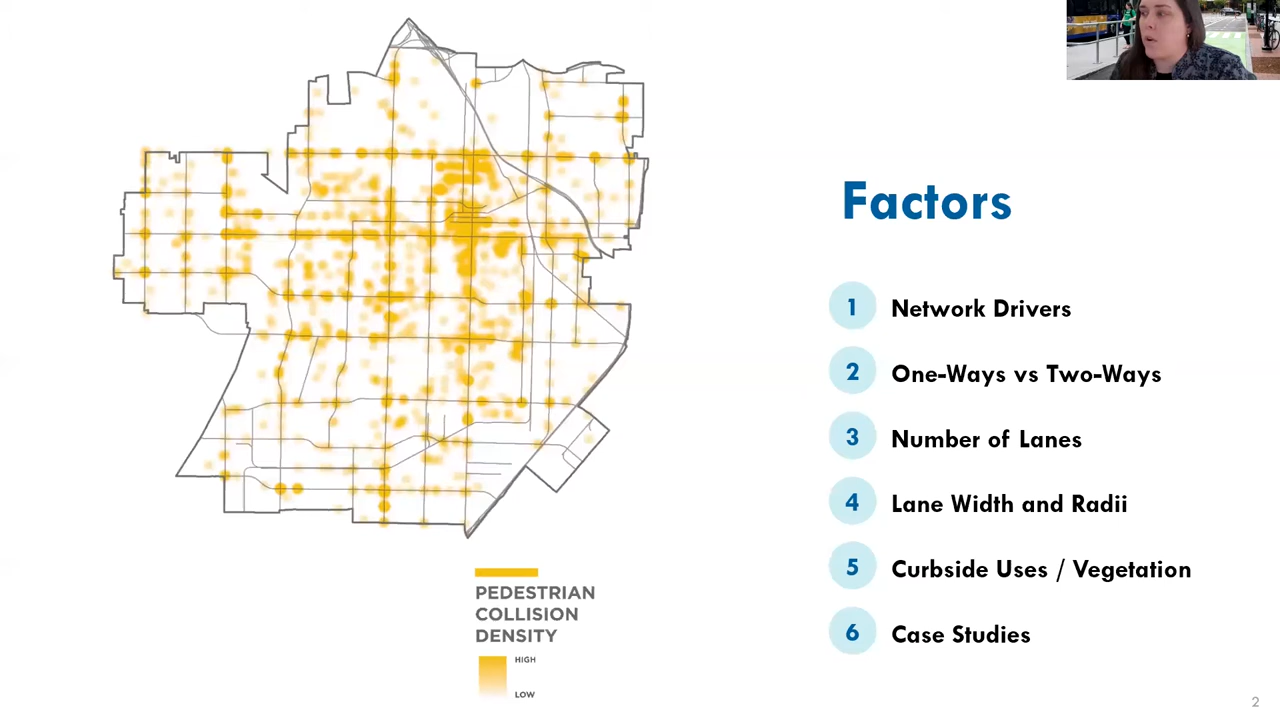 Factors
1 Network Drivers
2 One-Ways vs Two-Ways
3 Number of Lanes
4 Lane Width and Radii
5 Curbside Uses / Vegetation
6 Case Studies
PEDESTRIAN
COLLISION
DENSITY
HIGH
LOW
2